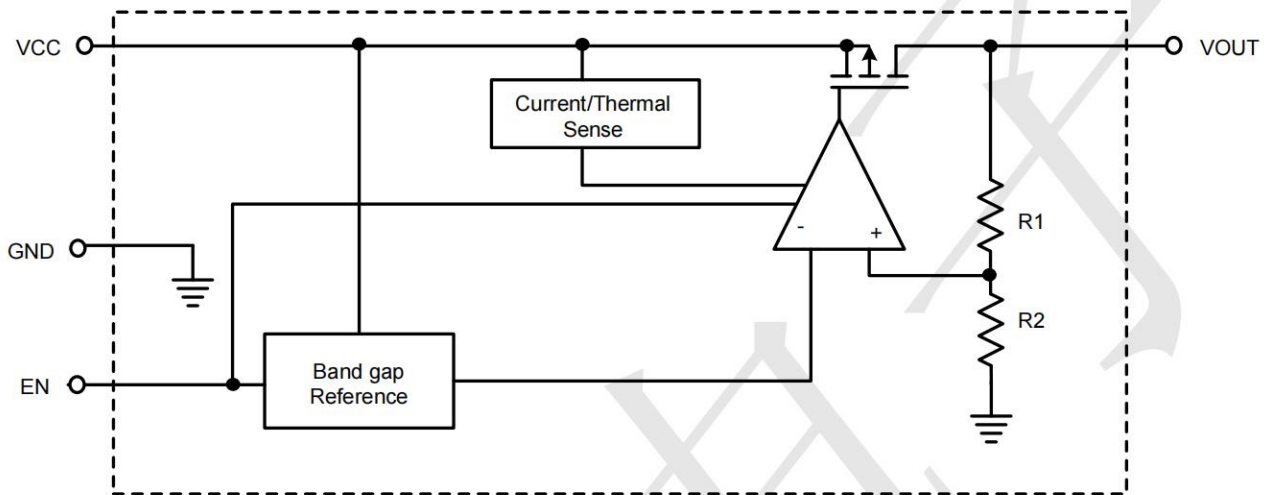 VCC
VOUT
Current/Thermal
Sense
-
+
R1
GND
R2
EN
Band gap
Reference